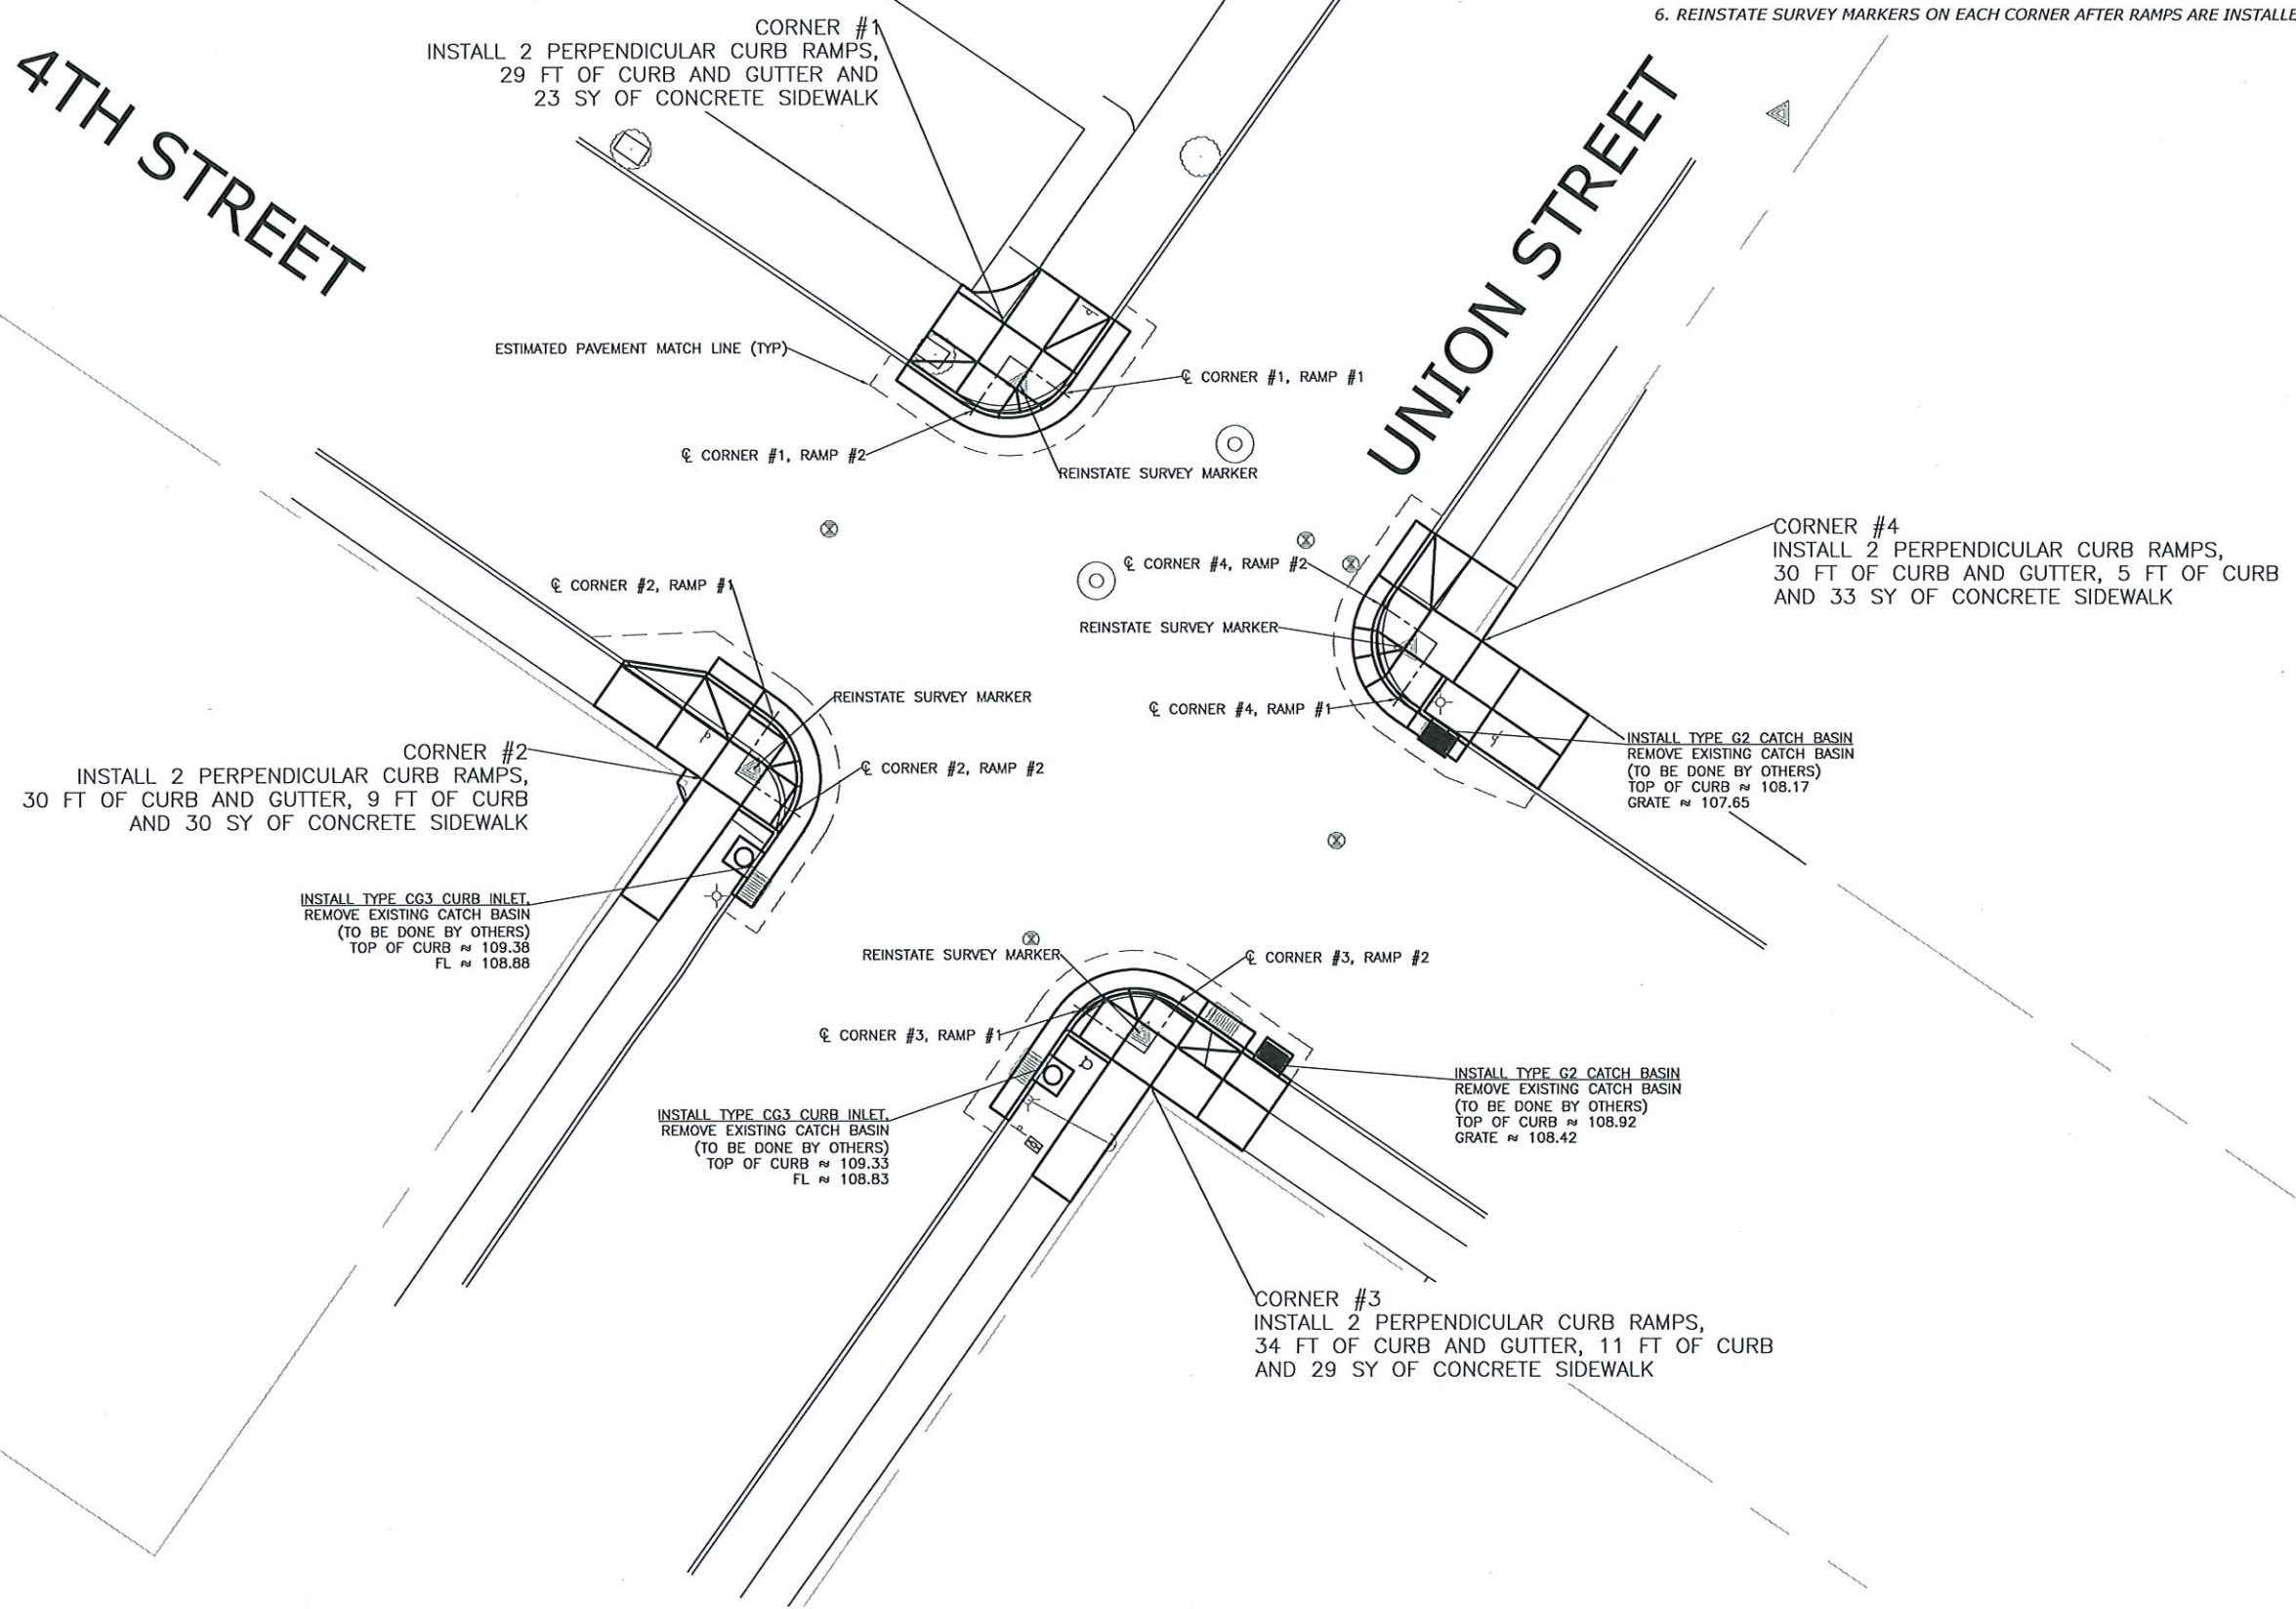 6. REINSTATE SURVEY MARKERS ON EACH CORNER AFTER RAMPS ARE INSTALLE
4TH STREET
CORNER #1
INSTALL 2 PERPENDICULAR CURB RAMPS,
29 FT OF CURB AND GUTTER AND
23 SY OF CONCRETE SIDEWALK
UNION STREET
ESTIMATED PAVEMENT MATCH LINE (TYP)
℄ CORNER #1, RAMP #1
℄ CORNER #1, RAMP #2
REINSTATE SURVEY MARKER
CORNER #4
INSTALL 2 PERPENDICULAR CURB RAMPS,
30 FT OF CURB AND GUTTER, 5 FT OF CURB
AND 33 SY OF CONCRETE SIDEWALK
℄ CORNER #4, RAMP #2
REINSTATE SURVEY MARKER
℄ CORNER #4, RAMP #1
INSTALL TYPE G2 CATCH BASIN
REMOVE EXISTING CATCH BASIN
(TO BE DONE BY OTHERS)
TOP OF CURB ≈ 108.17
GRATE ≈ 107.65
℄ CORNER #2, RAMP #1
REINSTATE SURVEY MARKER
℄ CORNER #2, RAMP #2
CORNER #2
INSTALL 2 PERPENDICULAR CURB RAMPS,
30 FT OF CURB AND GUTTER, 9 FT OF CURB
AND 30 SY OF CONCRETE SIDEWALK
INSTALL TYPE CG3 CURB INLET,
REMOVE EXISTING CATCH BASIN
(TO BE DONE BY OTHERS)
TOP OF CURB ≈ 109.38
FL ≈ 108.88
REINSTATE SURVEY MARKER
℄ CORNER #3, RAMP #2
℄ CORNER #3, RAMP #1
INSTALL TYPE CG3 CURB INLET,
REMOVE EXISTING CATCH BASIN
(TO BE DONE BY OTHERS)
TOP OF CURB ≈ 109.33
FL ≈ 108.83
INSTALL TYPE G2 CATCH BASIN
REMOVE EXISTING CATCH BASIN
(TO BE DONE BY OTHERS)
TOP OF CURB ≈ 108.92
GRATE ≈ 108.42
CORNER #3
INSTALL 2 PERPENDICULAR CURB RAMPS,
34 FT OF CURB AND GUTTER, 11 FT OF CURB
AND 29 SY OF CONCRETE SIDEWALK